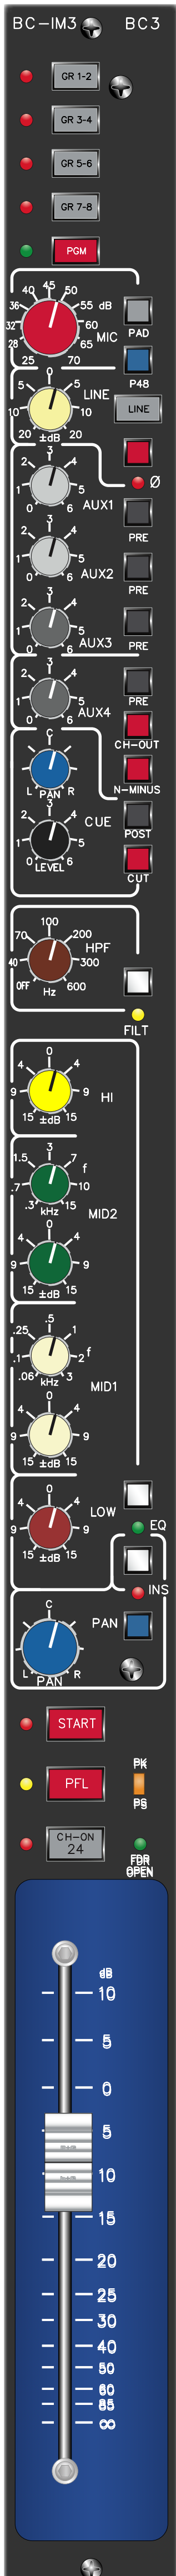 BC-IM3 BC3
GR 1-2
GR 3-4
GR 5-6
GR 7-8
PGM
45
40 50
36 55 dB
32 60
MIC
28 65
25 70
PAD
P48
0
5 5
LINE
10 10
20 ±dB 20
LINE
Ø
3
2 4
1 5
0 6
AUX1
PRE
3
2 4
1 5
0 6
AUX2
PRE
3
2 4
1 5
0 6
AUX3
PRE
3
2 4
1 5
0 6
AUX4
PRE
CH-OUT
C
L PAN R
N-MINUS
3
2 4
1 5
0 LEVEL 6
CUE
POST
CUT
100
70 200
HPF
40 300
OFF Hz 600
FILT
0
4 4
9 9
15 ±dB 15
HI
3
1.5 7
f
.7 10
.3 kHz 15
MID2
0
4 4
9 9
15 ±dB 15
.5
.25 1
f
.1 2
.06 kHz 3
MID1
0
4 4
9 9
15 ±dB 15
0
4 4
LOW
9 9
15 ±dB 15
EQ
INS
C
L R
PAN
PAN
START
PK
PFL
PS
CH-ON
24
FDR
OPEN
dB
10
5
0
5
10
15
20
25
30
40
50
60
85
∞